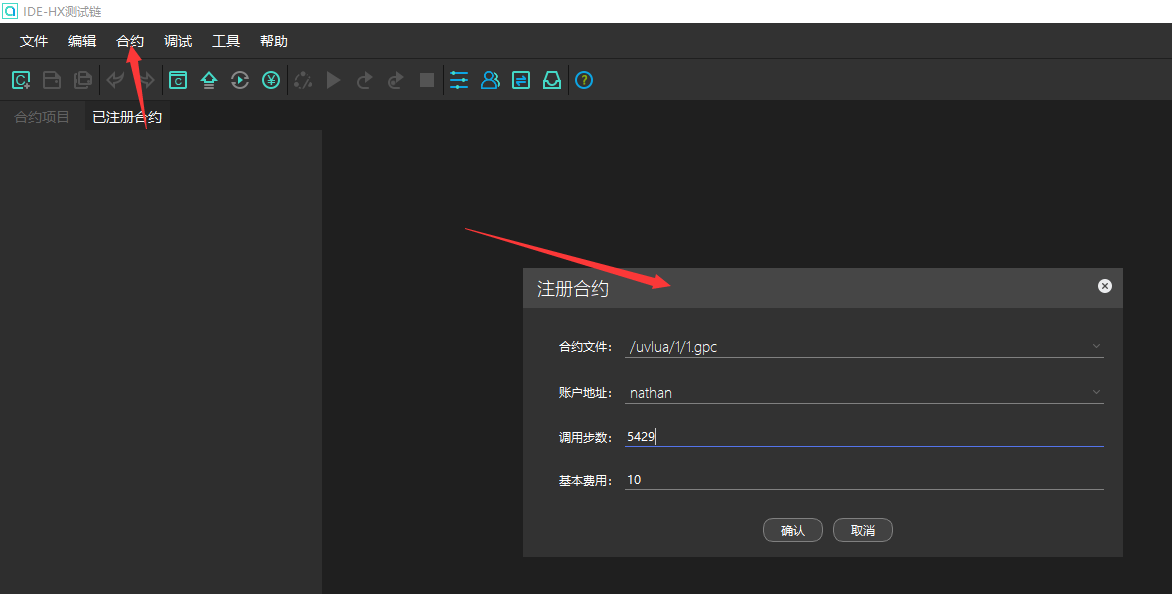 IDE-HX测试链
文件 编辑 合约 调试 工具 帮助
合约项目 已注册合约
注册合约
合约文件： /uvlua/1/1.gpc
账户地址： nathan
调用步数： 5429
基本费用： 10
确认 取消